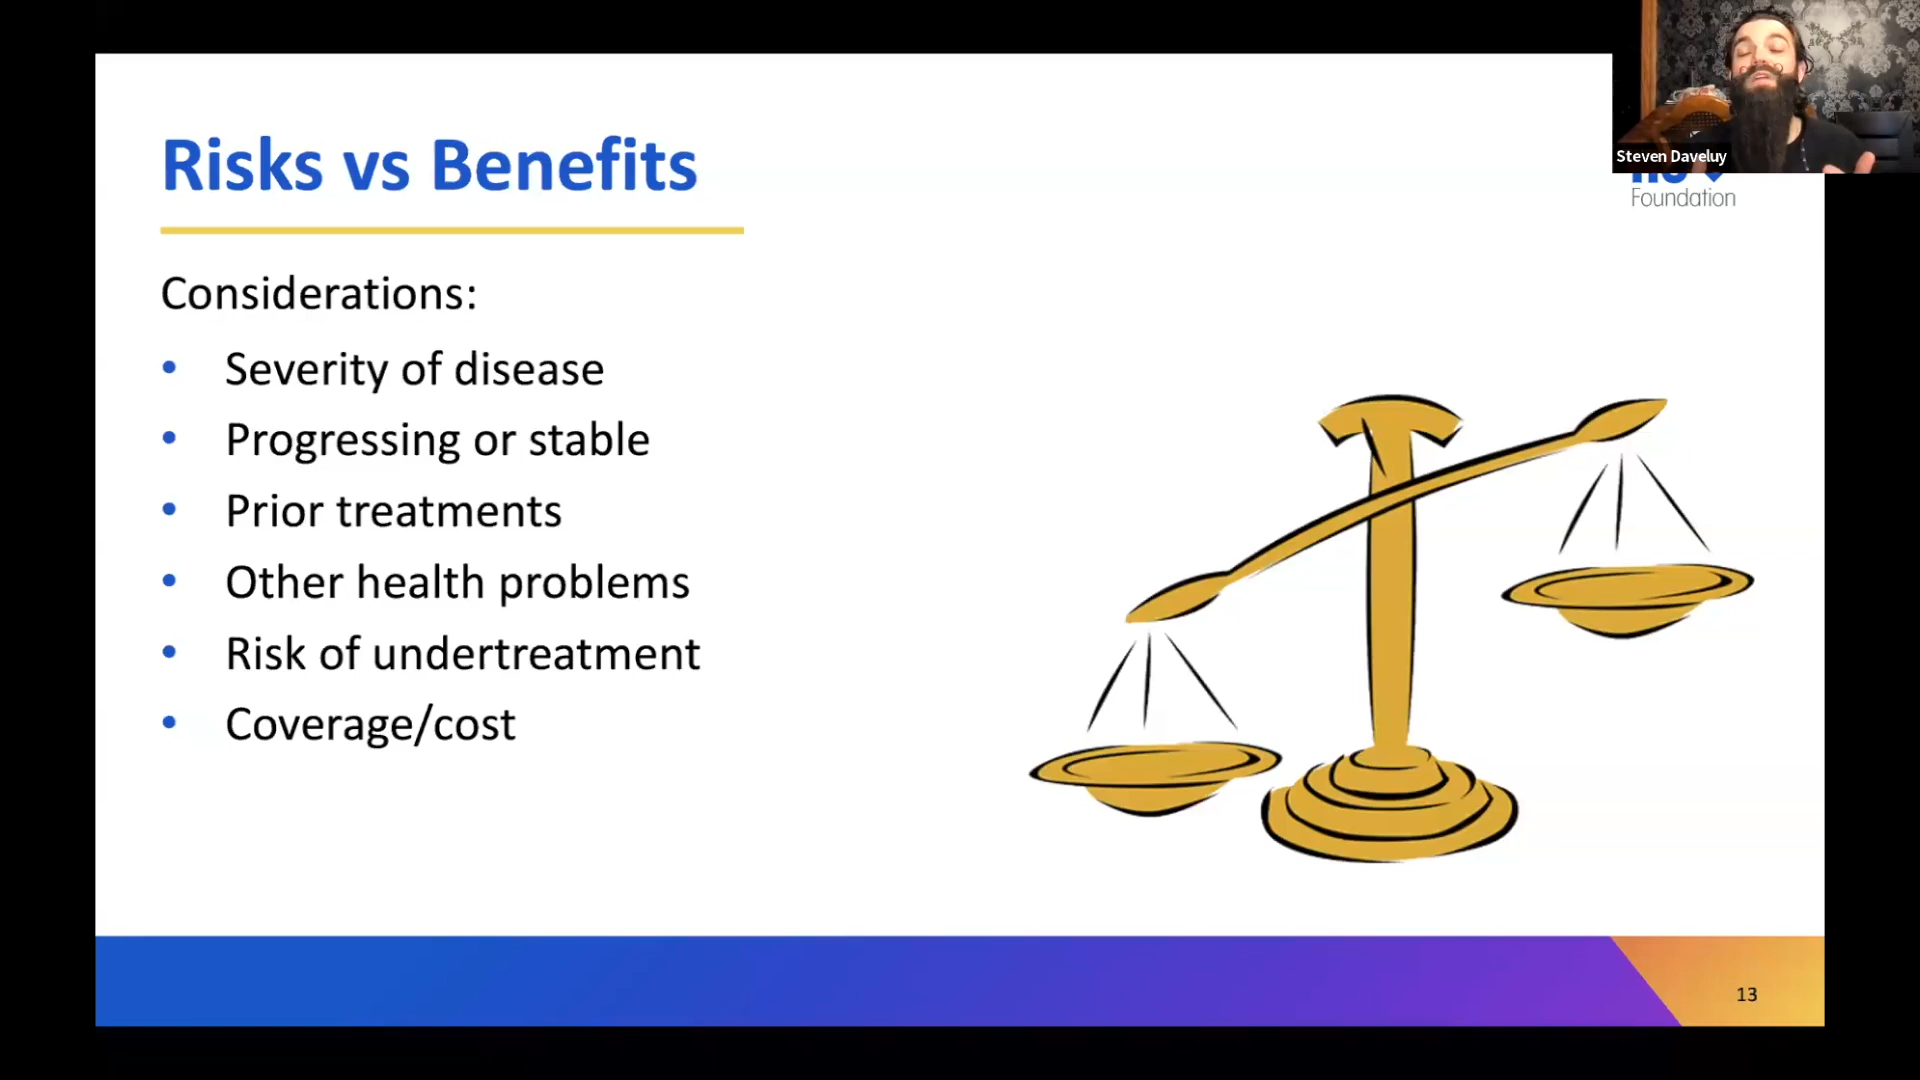 Risks vs Benefits
Steven Daveluy
Foundation
Considerations:
• Severity of disease
• Progressing or stable
• Prior treatments
• Other health problems
• Risk of undertreatment
• Coverage/cost
13